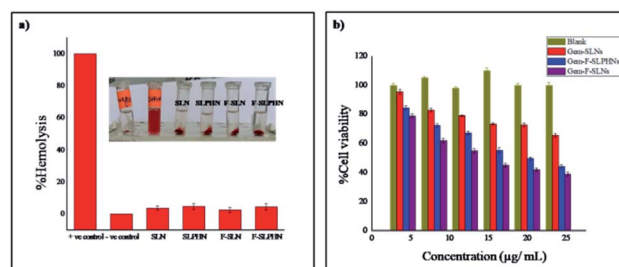 a)
%Hemolysis
100
80
60
40
20
0
SLN
SLPHN
F-SLN
F-SLPHN
+ ve control
- ve control
SLN
SLPHN
F-SLN
F-SLPHN
b)
%Cell viability
120
100
80
60
40
20
0
Blank
Gem-SLNs
Gem-F-SLPHNs
Gem-F-SLNs
0
5
10
15
20
25
Concentration (µg/ mL)